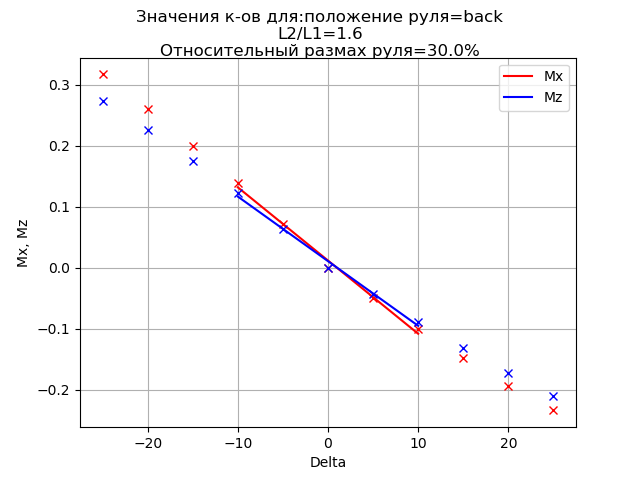 Значения к-ов для:положение руля=back
L2/L1=1.6
Относительный размах руля=30.0%
Mx
Mz
0.3
0.2
0.1
0.0
−0.1
−0.2
Mx, Mz
−20
−10
0
10
20
Delta